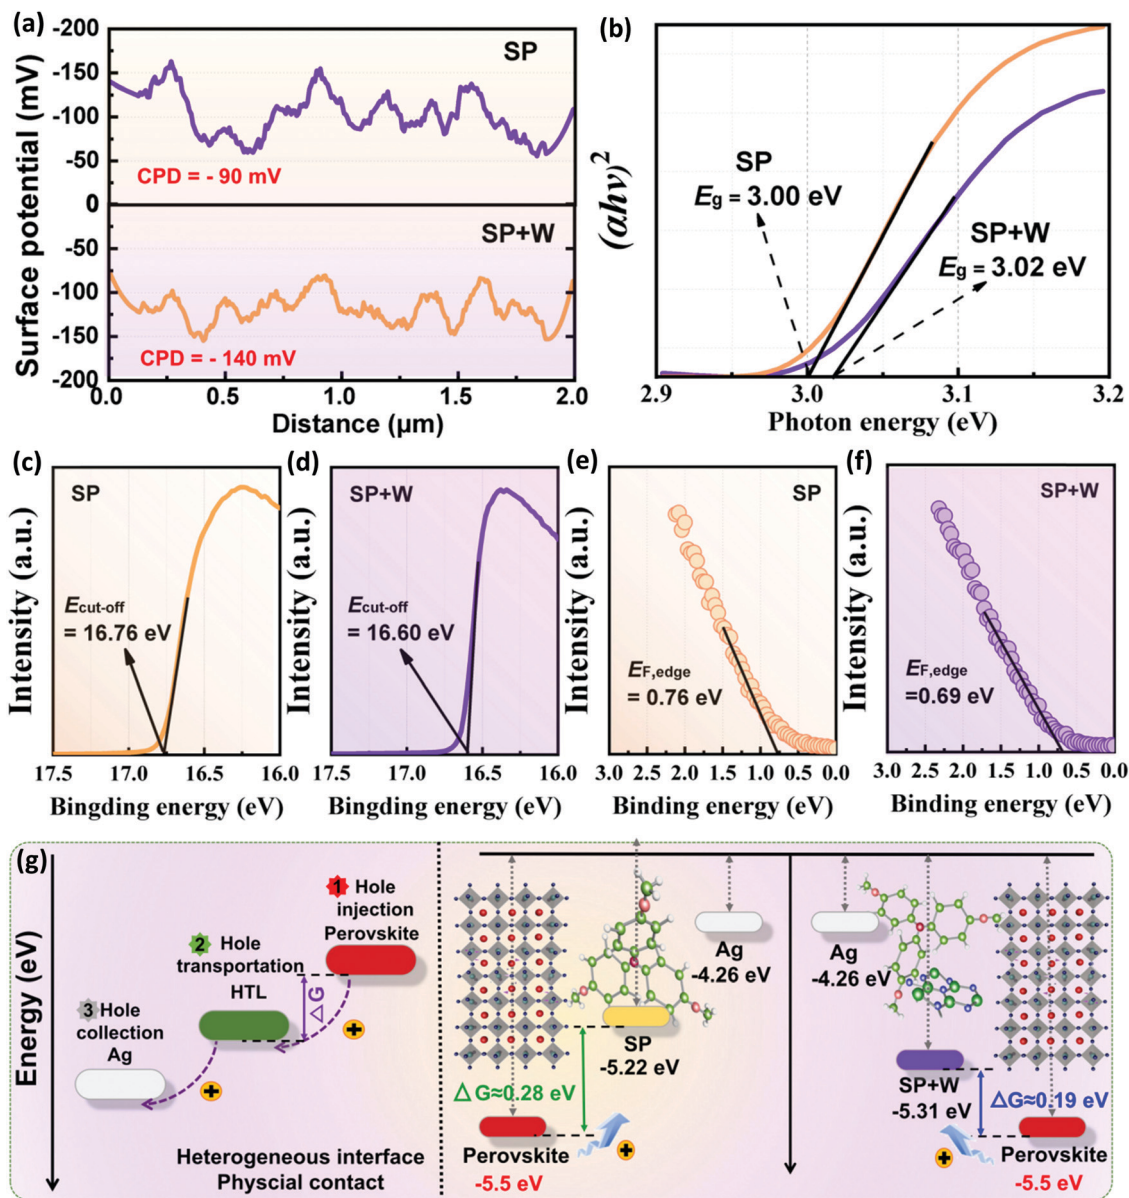 (a)
-200
-150
-100
-50
0
-50
-100
-150
-200
Surface potential (mV)
SP
CPD = - 90 mV
SP+W
CPD = - 140 mV
0.0 0.5 1.0 1.5 2.0
Distance (μm)
(b)
(αhν)²
SP
Eg = 3.00 eV
SP+W
Eg = 3.02 eV
2.9 3.0 3.1 3.2
Photon energy (eV)
(c)
Intensity (a.u.)
SP
Ecut-off
= 16.76 eV
17.5 17.0 16.5 16.0
Bingding energy (eV)
(d)
Intensity (a.u.)
SP+W
Ecut-off
= 16.60 eV
17.5 17.0 16.5 16.0
Bingding energy (eV)
(e)
Intensity (a.u.)
SP
EF,edge
= 0.76 eV
3.0 2.5 2.0 1.5 1.0 0.5 0.0
Binding energy (eV)
(f)
Intensity (a.u.)
SP+W
EF,edge
=0.69 eV
3.0 2.5 2.0 1.5 1.0 0.5 0.0
Binding energy (eV)
(g)
Energy (eV)
1 Hole
injection
Perovskite
2 Hole
transportation
HTL
△G
3 Hole
collection
Ag
+
+
Heterogeneous interface
Physcial contact
Ag
-4.26 eV
SP
-5.22 eV
△G≈0.28 eV
Perovskite
-5.5 eV
+
Ag
-4.26 eV
SP+W
-5.31 eV
△G≈0.19 eV
+
Perovskite
-5.5 eV